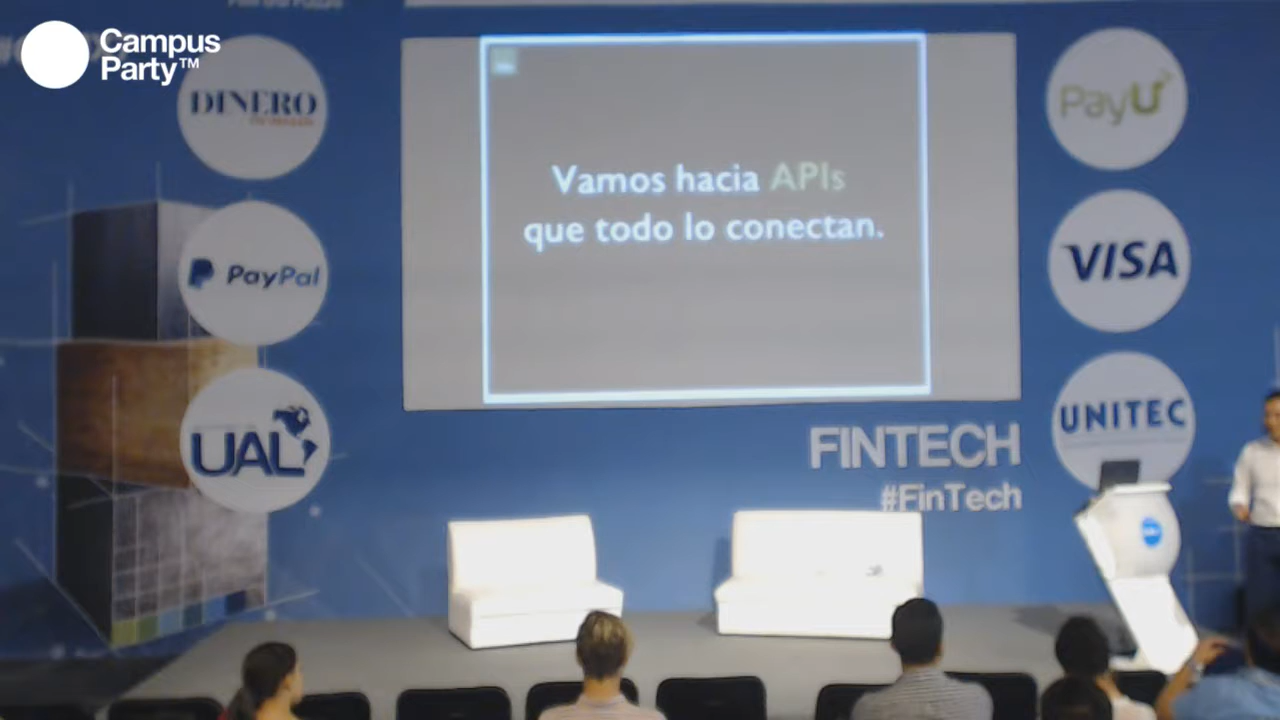 Campus
Party™
DINERO
PayPal
UAL
Vamos hacia APIs
que todo lo conectan.
PayU
VISA
UNITEC
FINTECH
#FinTech